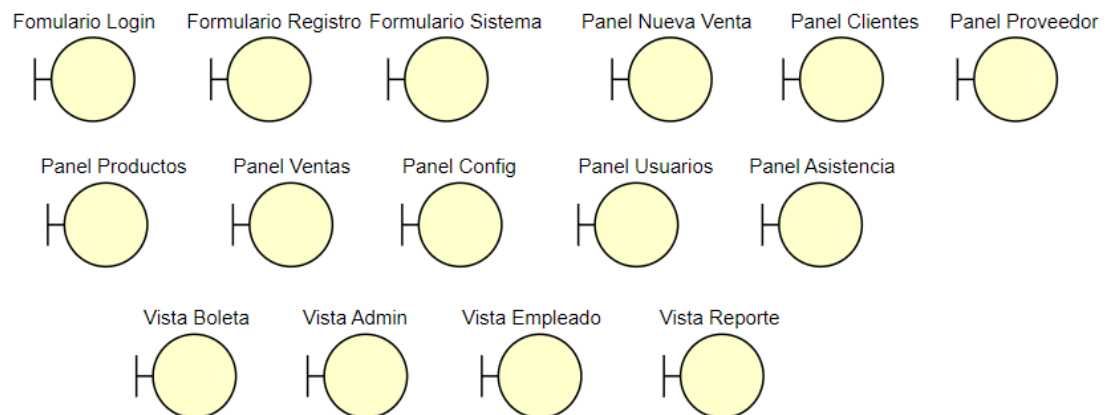 Fomulario Login
Formulario Registro
Formulario Sistema
Panel Nueva Venta
Panel Clientes
Panel Proveedor
Panel Productos
Panel Ventas
Panel Config
Panel Usuarios
Panel Asistencia
Vista Boleta
Vista Admin
Vista Empleado
Vista Reporte